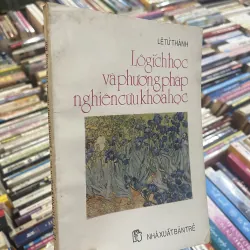 LÊ TỬ THÀNH
Lôgích học
và phương pháp
nghiên cứu khoa học
NHÀ XUẤT BẢN TRẺ